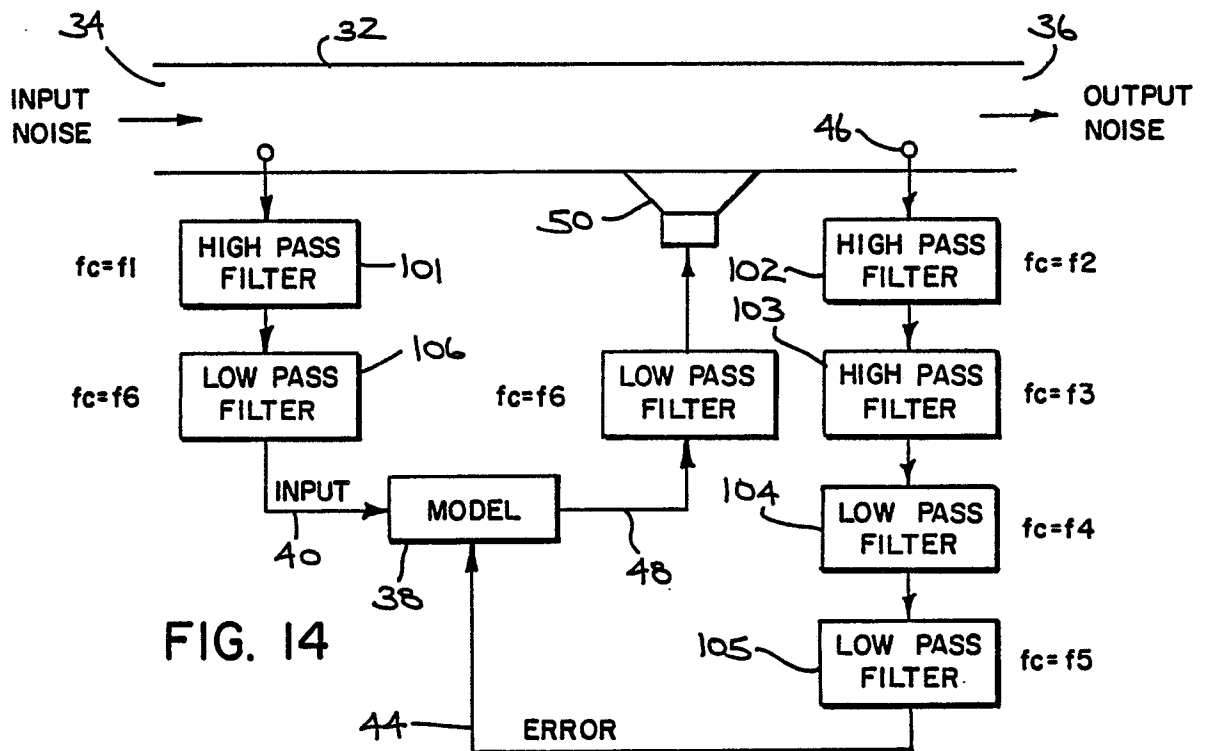 34
32
36
INPUT
NOISE
OUTPUT
NOISE
46
50
HIGH PASS
FILTER
fc=f1
101
HIGH PASS
FILTER
102
fc=f2
103
106
LOW PASS
FILTER
fc=f6
fc=f6
LOW PASS
FILTER
HIGH PASS
FILTER
fc=f3
INPUT
40
MODEL
38
48
104
LOW PASS
FILTER
fc=f4
FIG. 14
105
LOW PASS
FILTER
fc=f5
44
ERROR